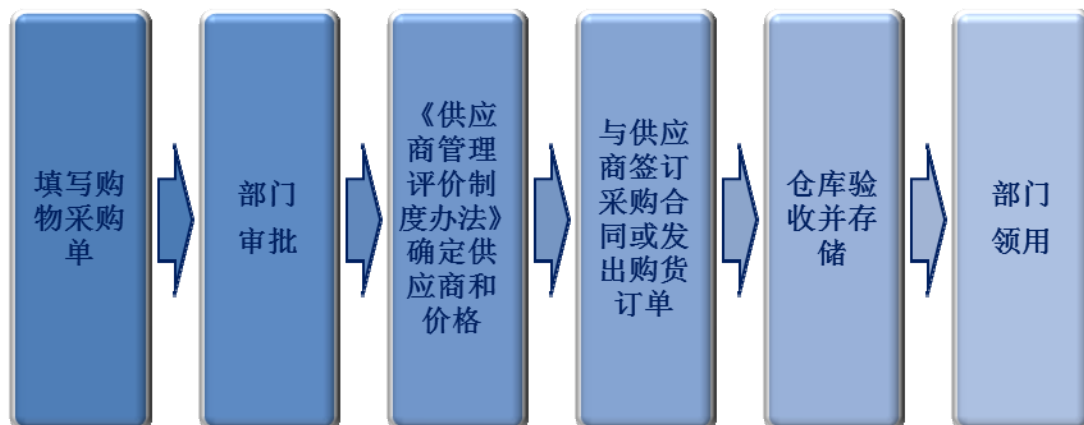 填写购
物采购
单
部门
审批
《供应
商管理
评价制
度办法》
确定供
应商和
价格
与供应
商签订
采购合
同或发
出购货
订单
仓库验
收并存
储
部门
领用